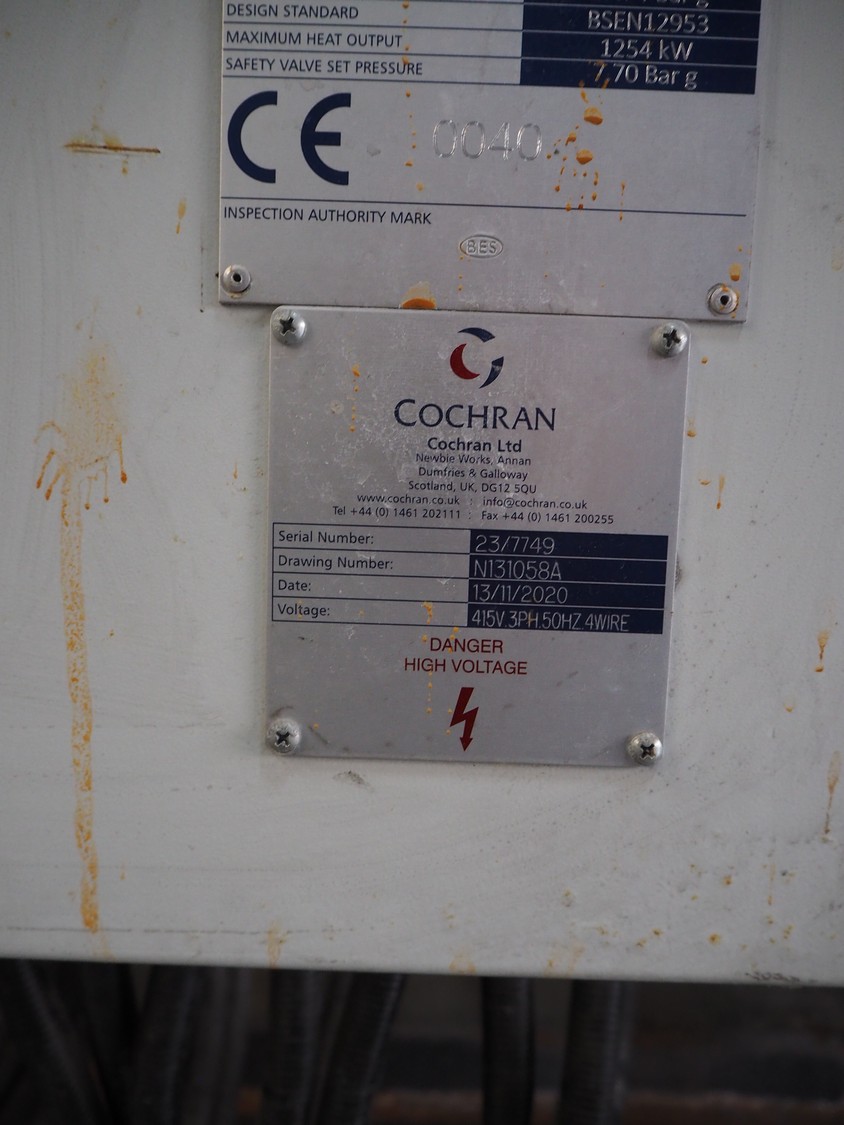 DESIGN STANDARD BSEN12953
MAXIMUM HEAT OUTPUT 1254 kW
SAFETY VALVE SET PRESSURE 7,70 Bar g
CE 0040
INSPECTION AUTHORITY MARK
BES
COCHRAN
Cochran Ltd
Newbie Works, Annan
Dumfries & Galloway
Scotland, UK, DG12 5QU
www.cochran.co.uk : info@cochran.co.uk
Tel +44 (0) 1461 202111 : Fax +44 (0) 1461 200255
Serial Number: 23/7749
Drawing Number: N131058A
Date: 13/11/2020
Voltage: 415V.3PH.50HZ.4WIRE
DANGER
HIGH VOLTAGE